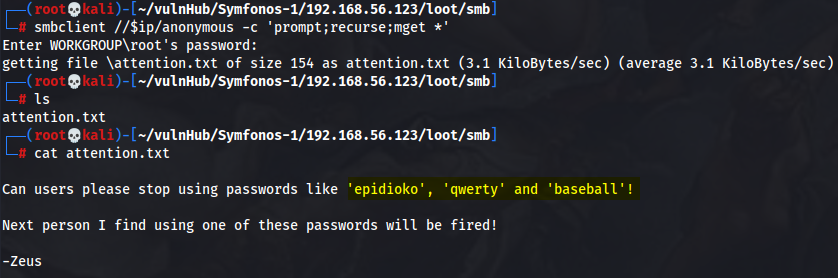 ┌──(root💀kali)-[~/vulnHub/Symfonos-1/192.168.56.123/loot/smb]
└─# smbclient //$ip/anonymous -c 'prompt;recurse;mget *'
Enter WORKGROUP\root's password:
getting file \attention.txt of size 154 as attention.txt (3.1 KiloBytes/sec) (average 3.1 KiloBytes/sec)
┌──(root💀kali)-[~/vulnHub/Symfonos-1/192.168.56.123/loot/smb]
└─# ls
attention.txt
┌──(root💀kali)-[~/vulnHub/Symfonos-1/192.168.56.123/loot/smb]
└─# cat attention.txt
Can users please stop using passwords like 'epidioko', 'qwerty' and 'baseball'!
Next person I find using one of these passwords will be fired!
-Zeus